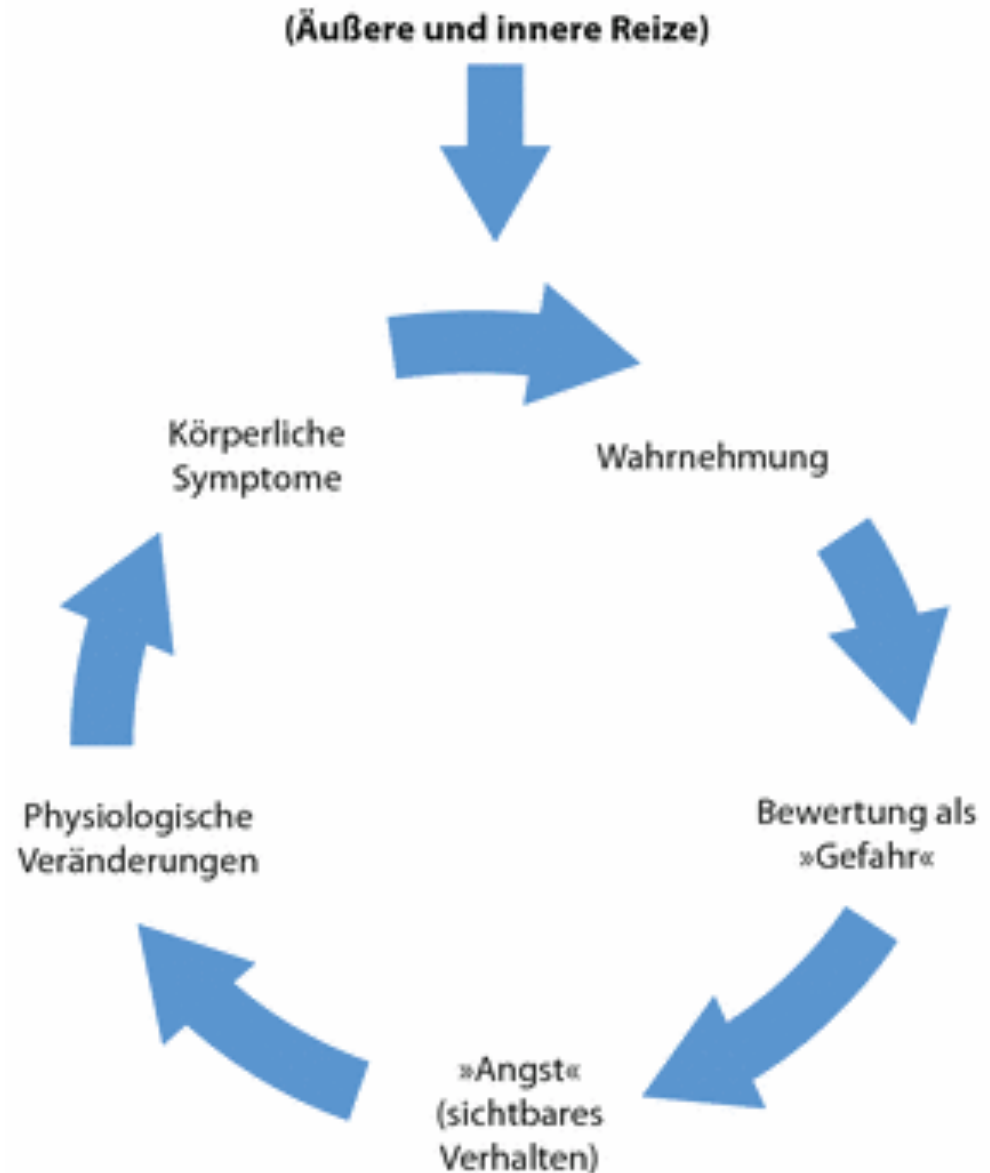 (Äußere und innere Reize)
Körperliche
Symptome
Wahrnehmung
Physiologische
Veränderungen
Bewertung als
»Gefahr«
»Angst«
(sichtbares
Verhalten)